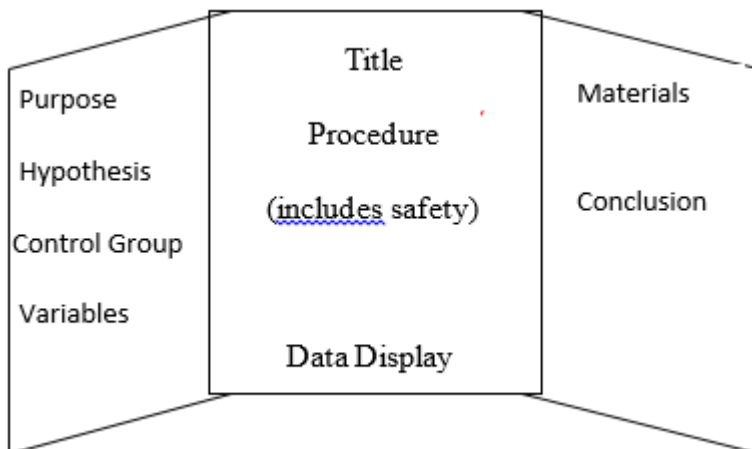 Purpose
Hypothesis
Control Group
Variables
Title
Procedure
(includes safety)
Data Display
Materials
Conclusion